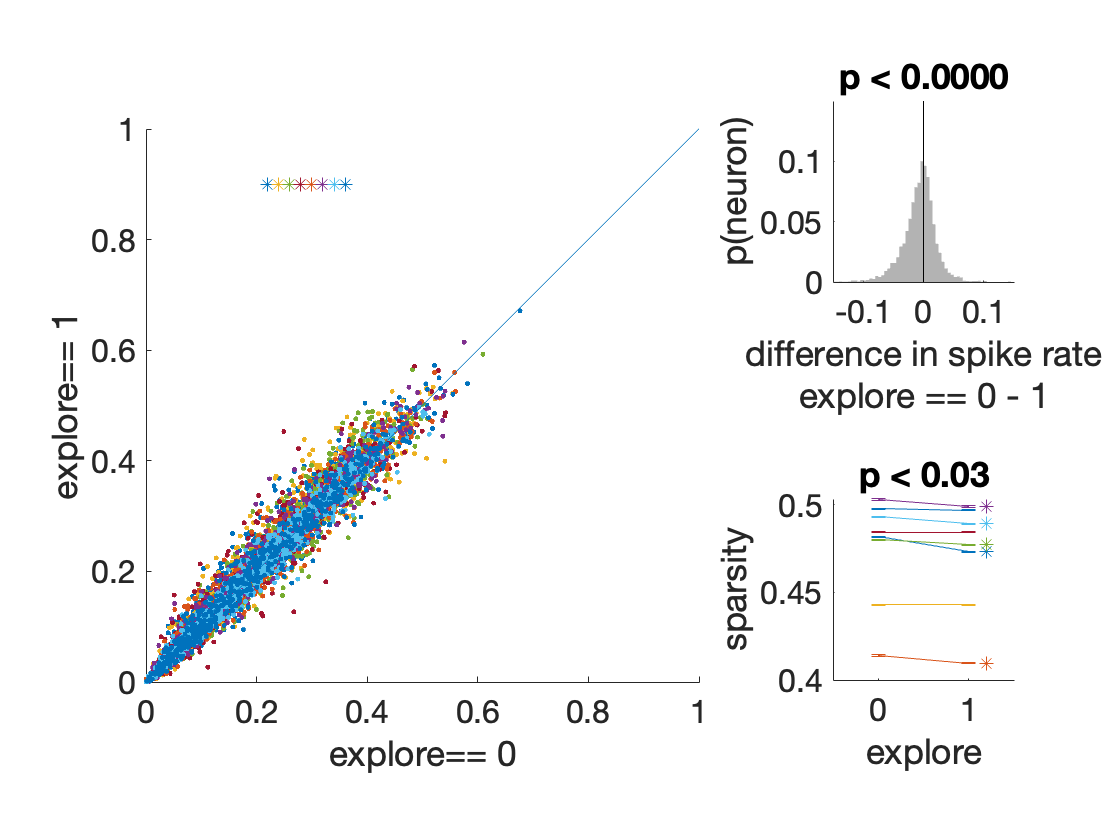 1
0.8
0.6
0.4
0.2
0
0 0.2 0.4 0.6 0.8 1
explore== 0
explore== 1
p < 0.0000
0.1
0.05
0
p(neuron)
-0.1 0 0.1
difference in spike rate
explore == 0 - 1
p < 0.03
0.5
0.45
0.4
sparsity
0 1
explore